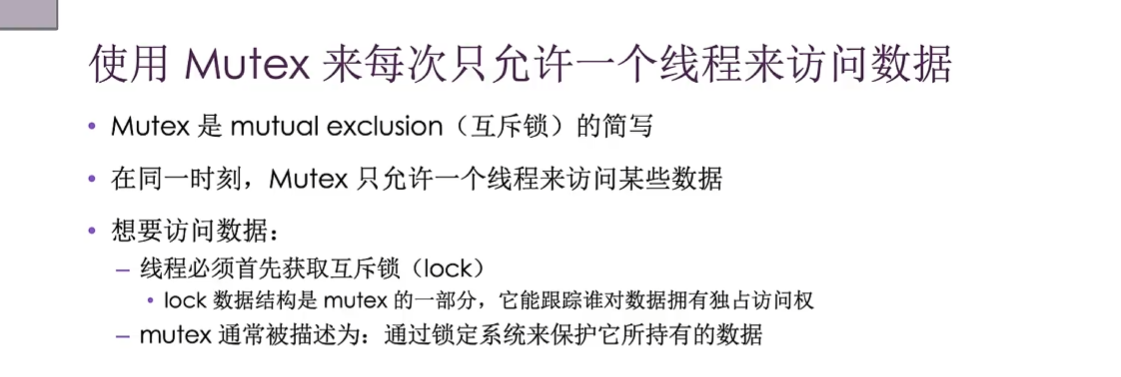 使用 Mutex 来每次只允许一个线程来访问数据
• Mutex 是 mutual exclusion（互斥锁）的简写
• 在同一时刻，Mutex 只允许一个线程来访问某些数据
• 想要访问数据：
– 线程必须首先获取互斥锁（lock）
• lock 数据结构是 mutex 的一部分，它能跟踪谁对数据拥有独占访问权
– mutex 通常被描述为：通过锁定系统来保护它所持有的数据